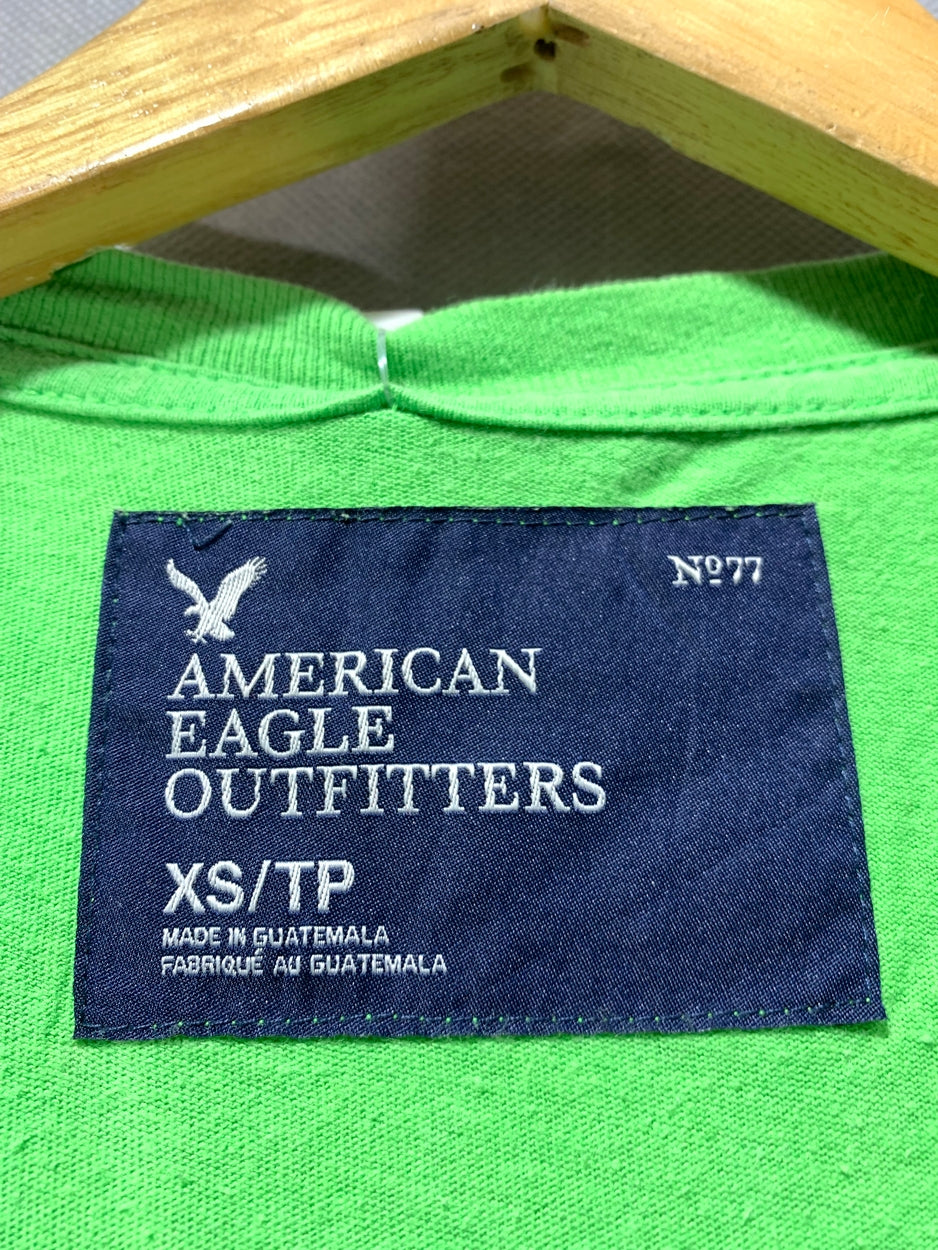 Nº77
AMERICAN
EAGLE
OUTFITTERS
XS/TP
MADE IN GUATEMALA
FABRIQUÉ AU GUATEMALA